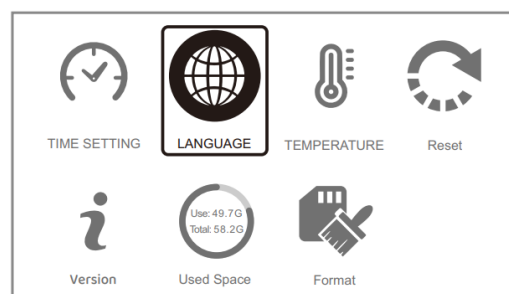 TIME SETTING
LANGUAGE
TEMPERATURE
Reset
Use: 49.7G
Total: 58.2G
Version
Used Space
Format